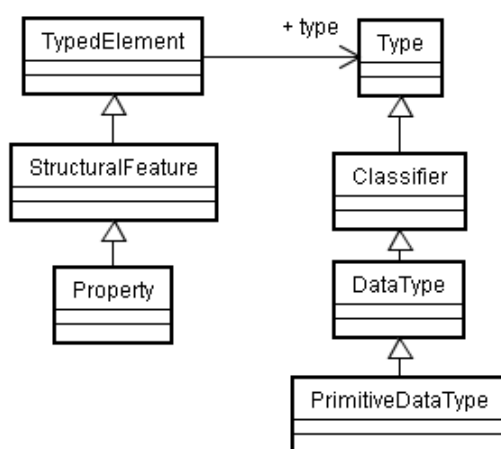 TypedElement
+ type
Type
StructuralFeature
Classifier
Property
DataType
PrimitiveDataType